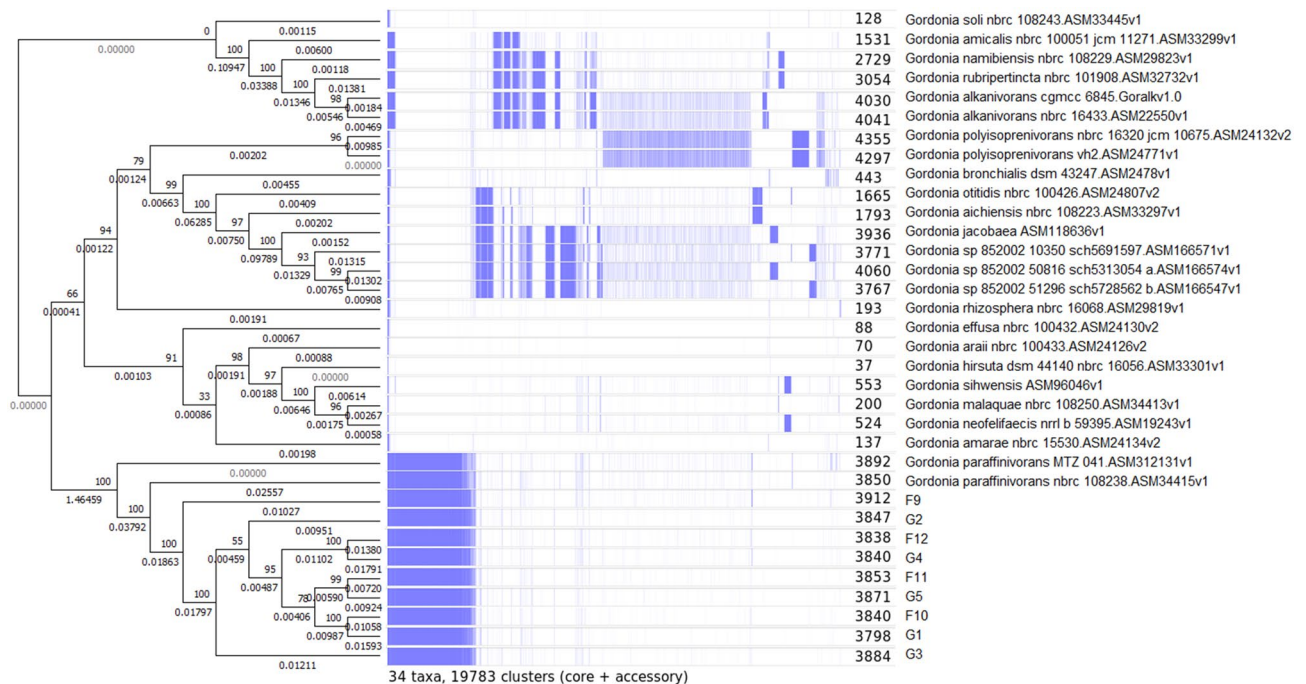 0
0.00115
0.00000
100
0.00600
0.10947
100
0.00118
0.03388
100
0.01381
0.01346
98
0.00184
0.00546
0.00469
96
0.00985
0.00202
79
0.00000
0.00124
99
0.00455
0.00663
0.00409
0.06285
97
0.00202
94
0.00750
100
0.00152
0.00122
0.09789
93
0.01315
0.01329
99
0.01302
0.00765
66
0.00908
0.00041
0.00191
0.00067
91
98
0.00088
0.00103
0.00191
97
0.00000
33
0.00188
100
0.00614
0.00000
0.00086
0.00646
96
0.00267
0.00175
0.00058
0.00198
100
0.00000
1.46459
100
0.02557
0.03792
100
0.01027
0.01863
0.00951
55
100
0.01380
0.00459
0.01102
0.01791
95
99
0.00720
0.00487
0.00590
100
78
0.00924
0.01797
0.00406
100
0.01058
0.00987
0.01593
0.01211
128 Gordonia soli nbrc 108243.ASM33445v1
1531 Gordonia amicalis nbrc 100051 jcm 11271.ASM33299v1
2729 Gordonia namibiensis nbrc 108229.ASM29823v1
3054 Gordonia rubripertincta nbrc 101908.ASM32732v1
4030 Gordonia alkanivorans cgmcc 6845.Goralkv1.0
4041 Gordonia alkanivorans nbrc 16433.ASM22550v1
4355 Gordonia polyisoprenivorans nbrc 16320 jcm 10675.ASM24132v2
4297 Gordonia polyisoprenivorans vh2.ASM24771v1
443 Gordonia bronchialis dsm 43247.ASM2478v1
1665 Gordonia otitidis nbrc 100426.ASM24807v2
1793 Gordonia aichiensis nbrc 108223.ASM33297v1
3936 Gordonia jacobaea ASM118636v1
3771 Gordonia sp 852002 10350 sch5691597.ASM166571v1
4060 Gordonia sp 852002 50816 sch5313054 a.ASM166574v1
3767 Gordonia sp 852002 51296 sch5728562 b.ASM166547v1
193 Gordonia rhizosphera nbrc 16068.ASM29819v1
88 Gordonia effusa nbrc 100432.ASM24130v2
70 Gordonia araii nbrc 100433.ASM24126v2
37 Gordonia hirsuta dsm 44140 nbrc 16056.ASM33301v1
553 Gordonia sihwensis ASM96046v1
200 Gordonia malaquae nbrc 108250.ASM34413v1
524 Gordonia neofelifaecis nrrl b 59395.ASM19243v1
137 Gordonia amarae nbrc 15530.ASM24134v2
3892 Gordonia paraffinivorans MTZ 041.ASM312131v1
3850 Gordonia paraffinivorans nbrc 108238.ASM34415v1
3912 F9
3847 G2
3838 F12
3840 G4
3853 F11
3871 G5
3840 F10
3798 G1
3884 G3
34 taxa, 19783 clusters (core + accessory)